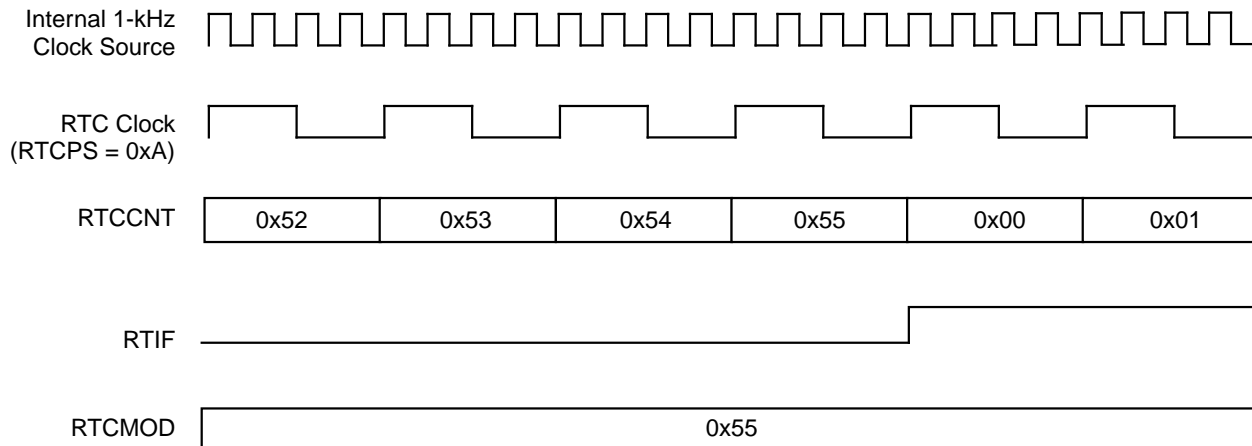 Internal 1-kHz
Clock Source
RTC Clock
(RTCPS = 0xA)
RTCCNT
0x52 0x53 0x54 0x55 0x00 0x01
RTIF
RTCMOD
0x55